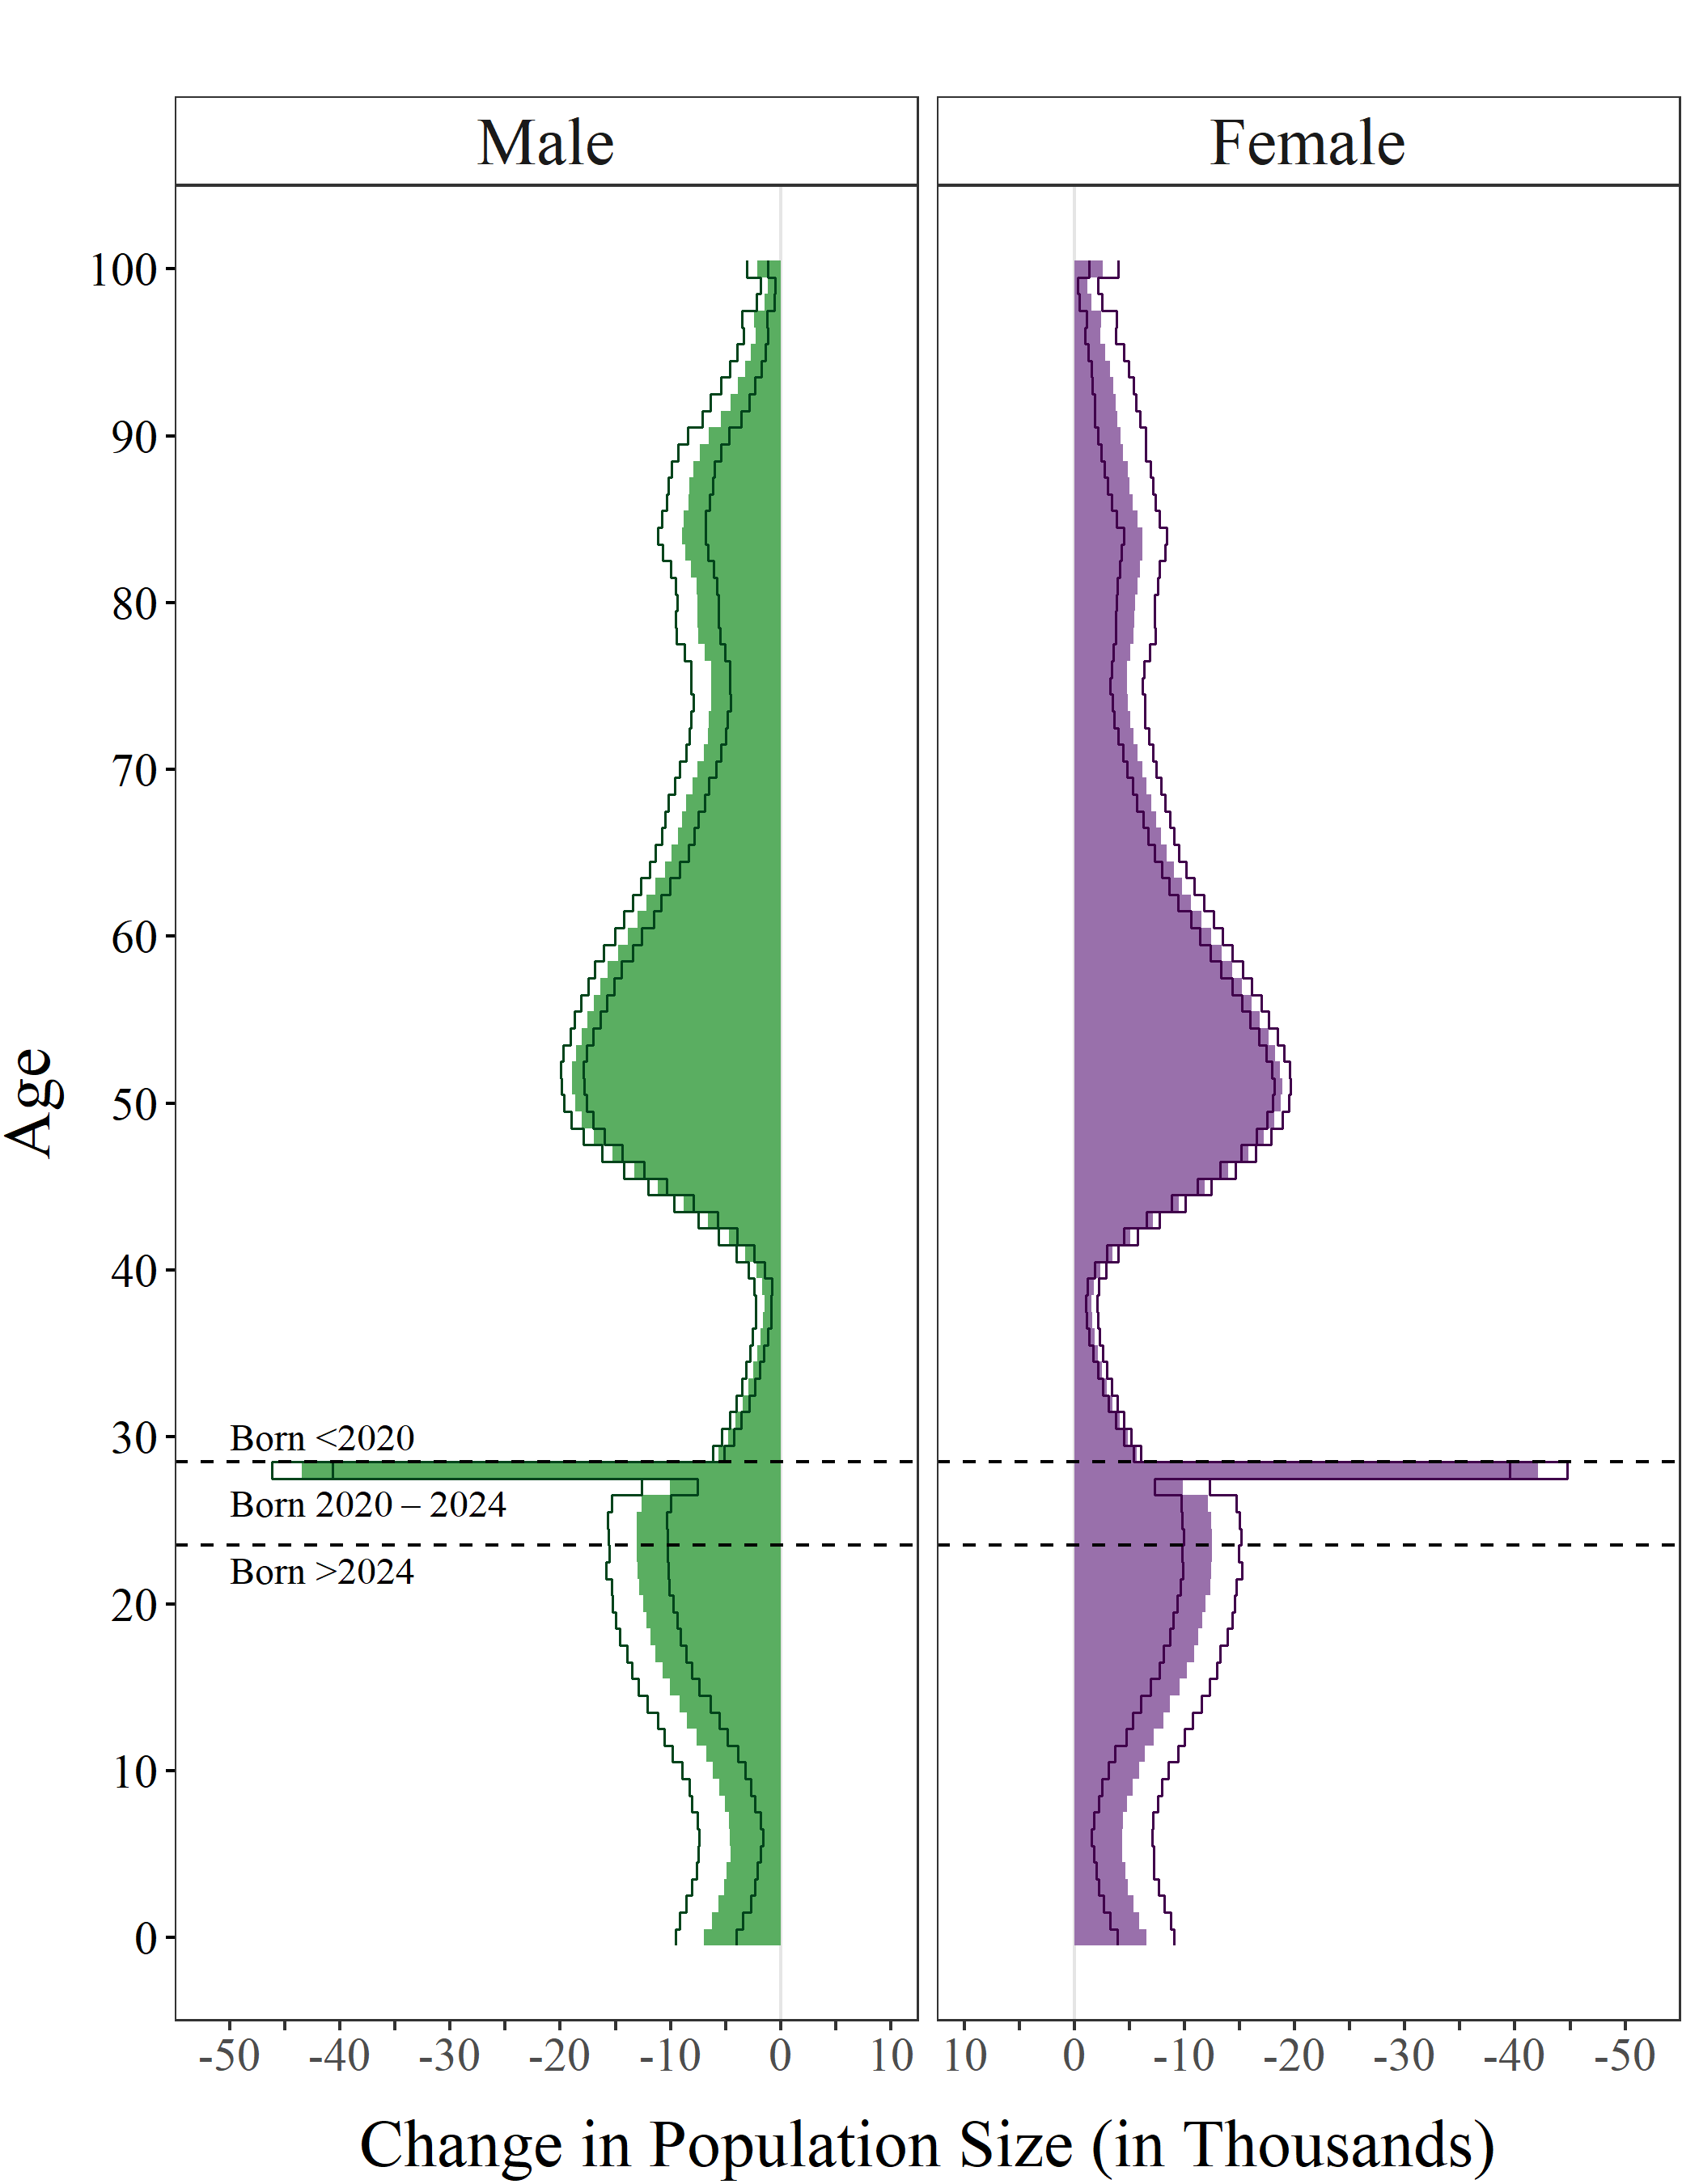 Male Female
100
90
80
70
60
50
40
30
20
10
0
Age
Born <2020
Born 2020 – 2024
Born >2024
-50 -40 -30 -20 -10 0 10 10 0 -10 -20 -30 -40 -50
Change in Population Size (in Thousands)